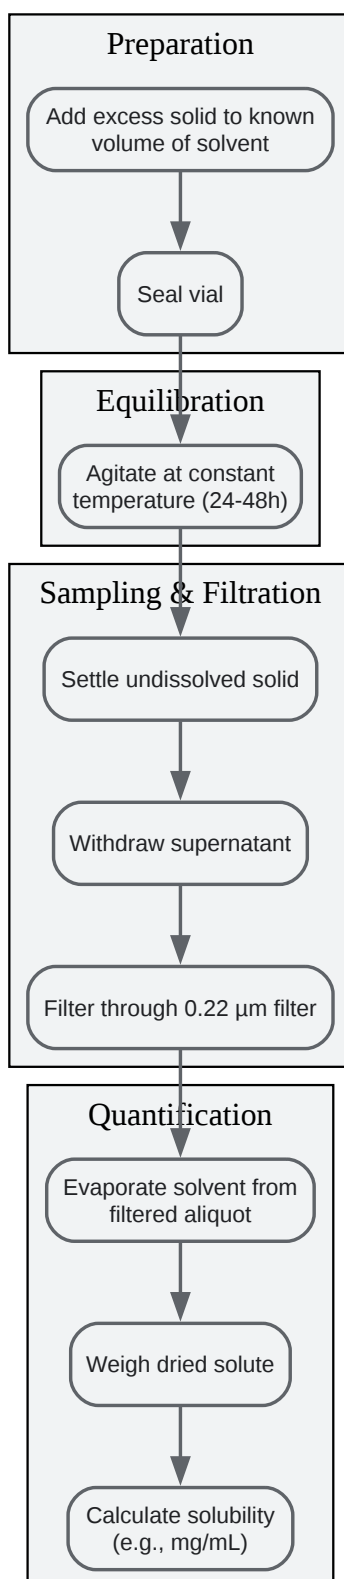 Preparation
Add excess solid to known
volume of solvent
Seal vial
Equilibration
Agitate at constant
temperature (24-48h)
Sampling & Filtration
Settle undissolved solid
Withdraw supernatant
Filter through 0.22 µm filter
Quantification
Evaporate solvent from
filtered aliquot
Weigh dried solute
Calculate solubility
(e.g., mg/mL)